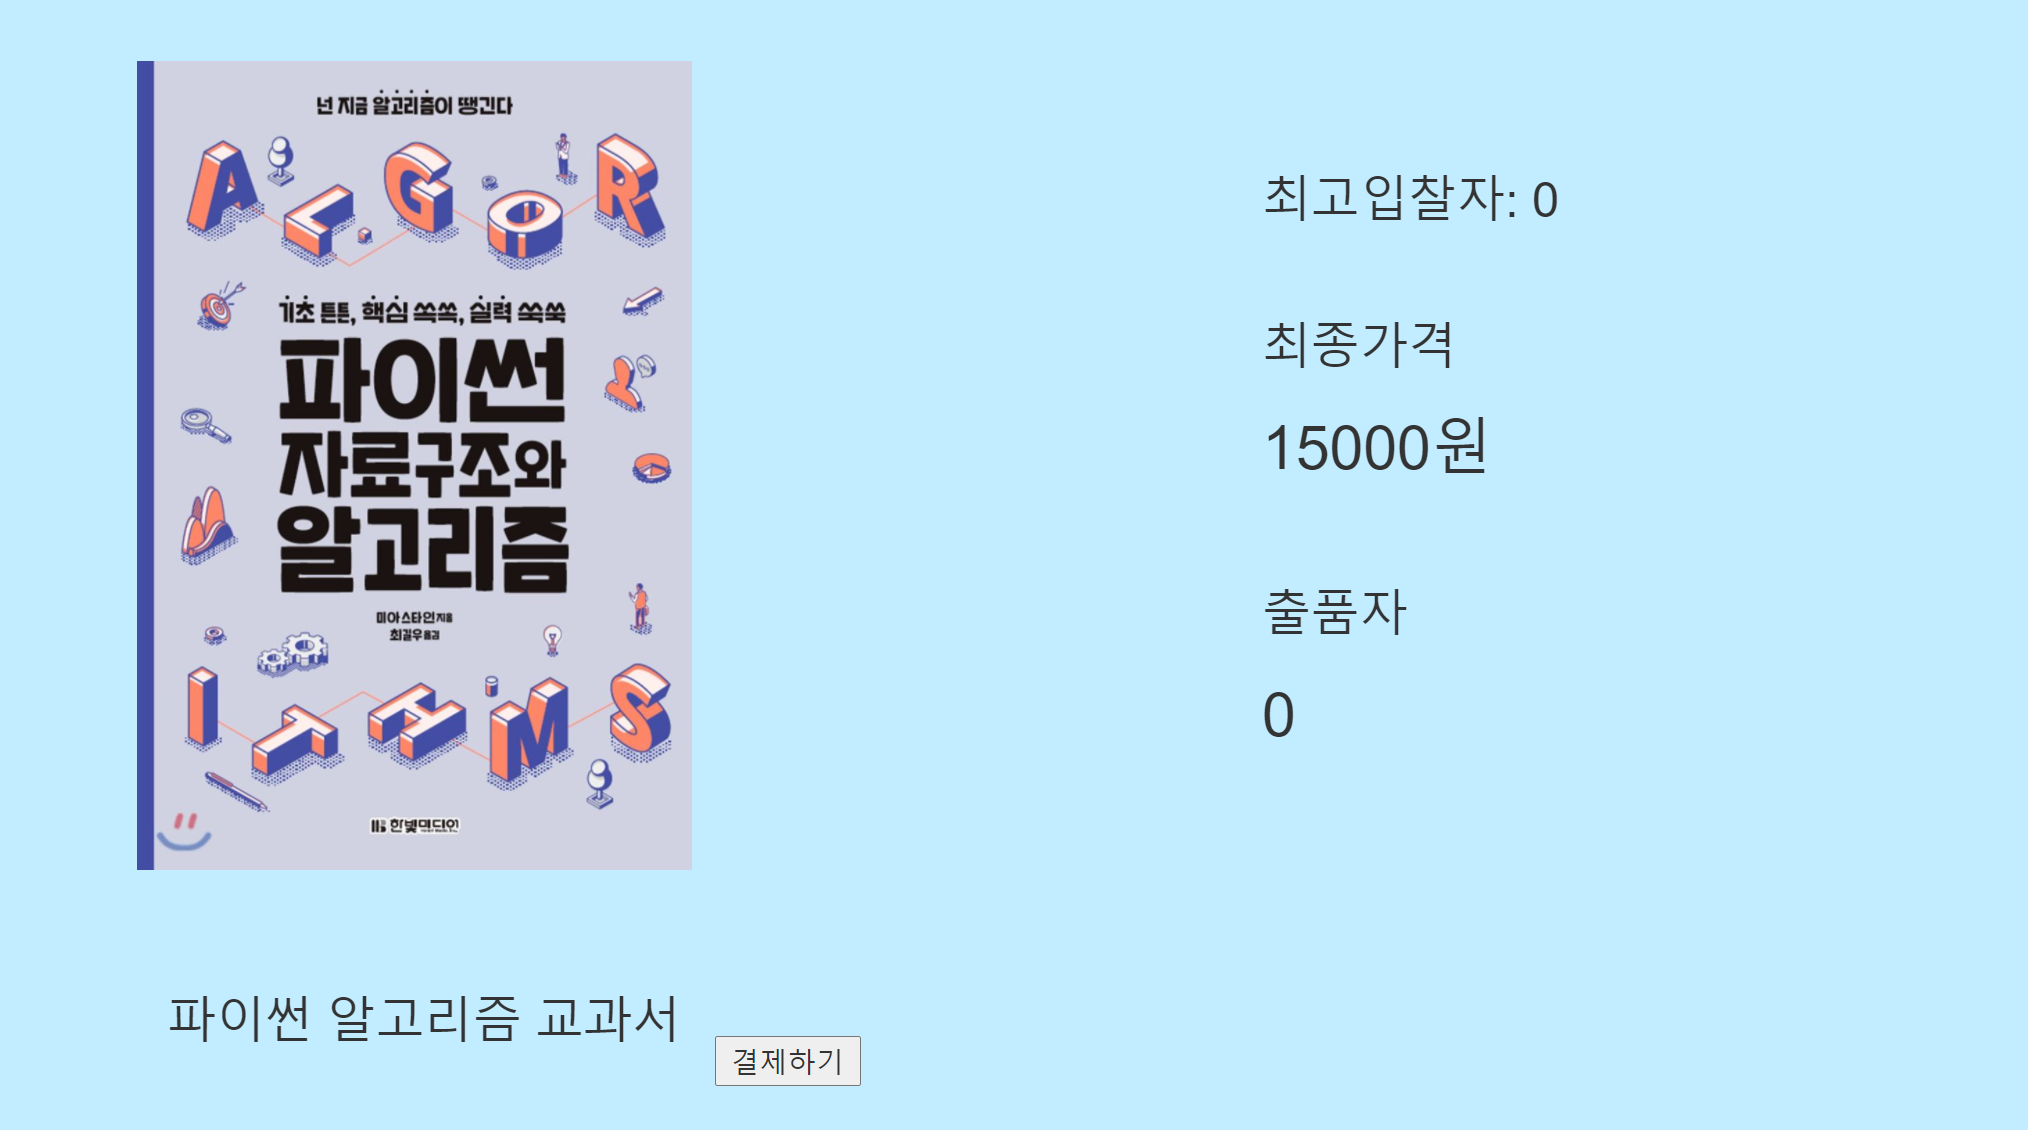 넌 지금 알고리즘이 땡긴다
ALGOR
기초 튼튼, 핵심 쏙쏙, 실력 쑥쑥
파이썬
자료구조와
알고리즘
미아 스타인 지음
최길우 옮김
ITHMS
한빛미디어
최고입찰자: 0
최종가격
15000원
출품자
0
파이썬 알고리즘 교과서
결제하기